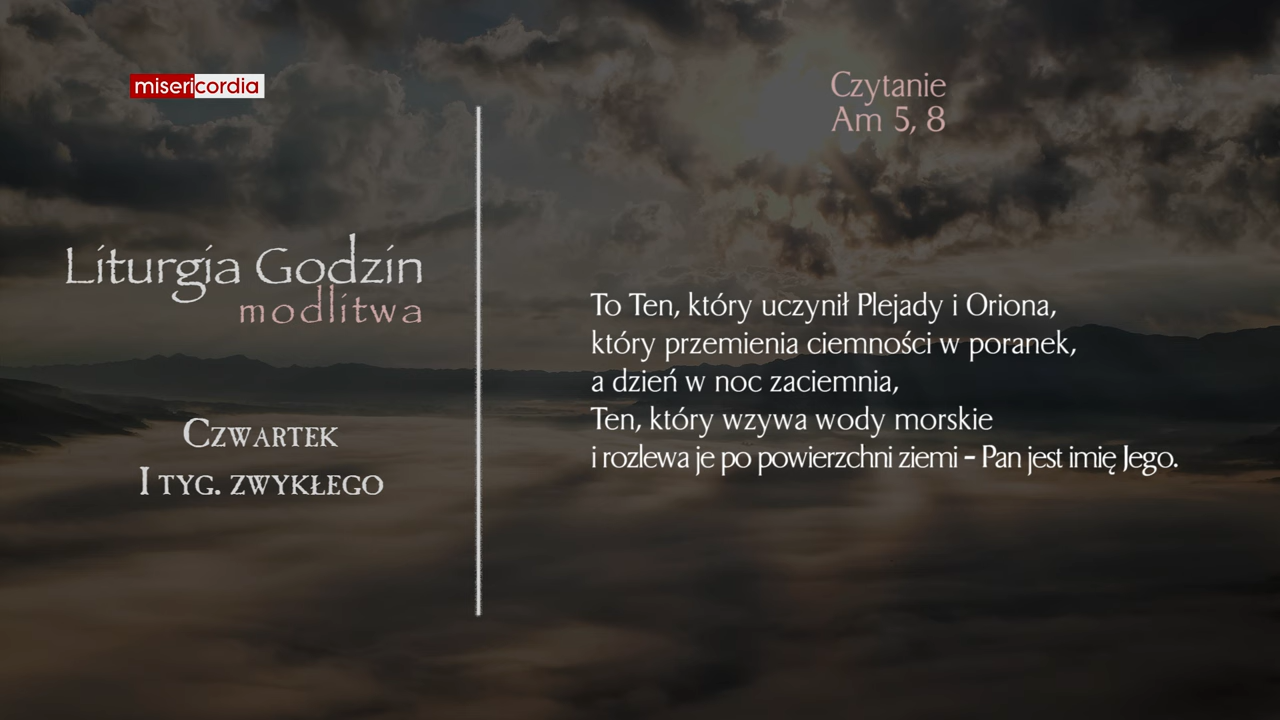 misericordia
Liturgia Godzin
modlitwa
Czwartek
I tyg. zwykłego
Czytanie
Am 5, 8
To Ten, który uczynił Plejady i Oriona,
który przemienia ciemności w poranek,
a dzień w noc zaciemnia,
Ten, który wzywa wody morskie
i rozlewa je po powierzchni ziemi – Pan jest imię Jego.